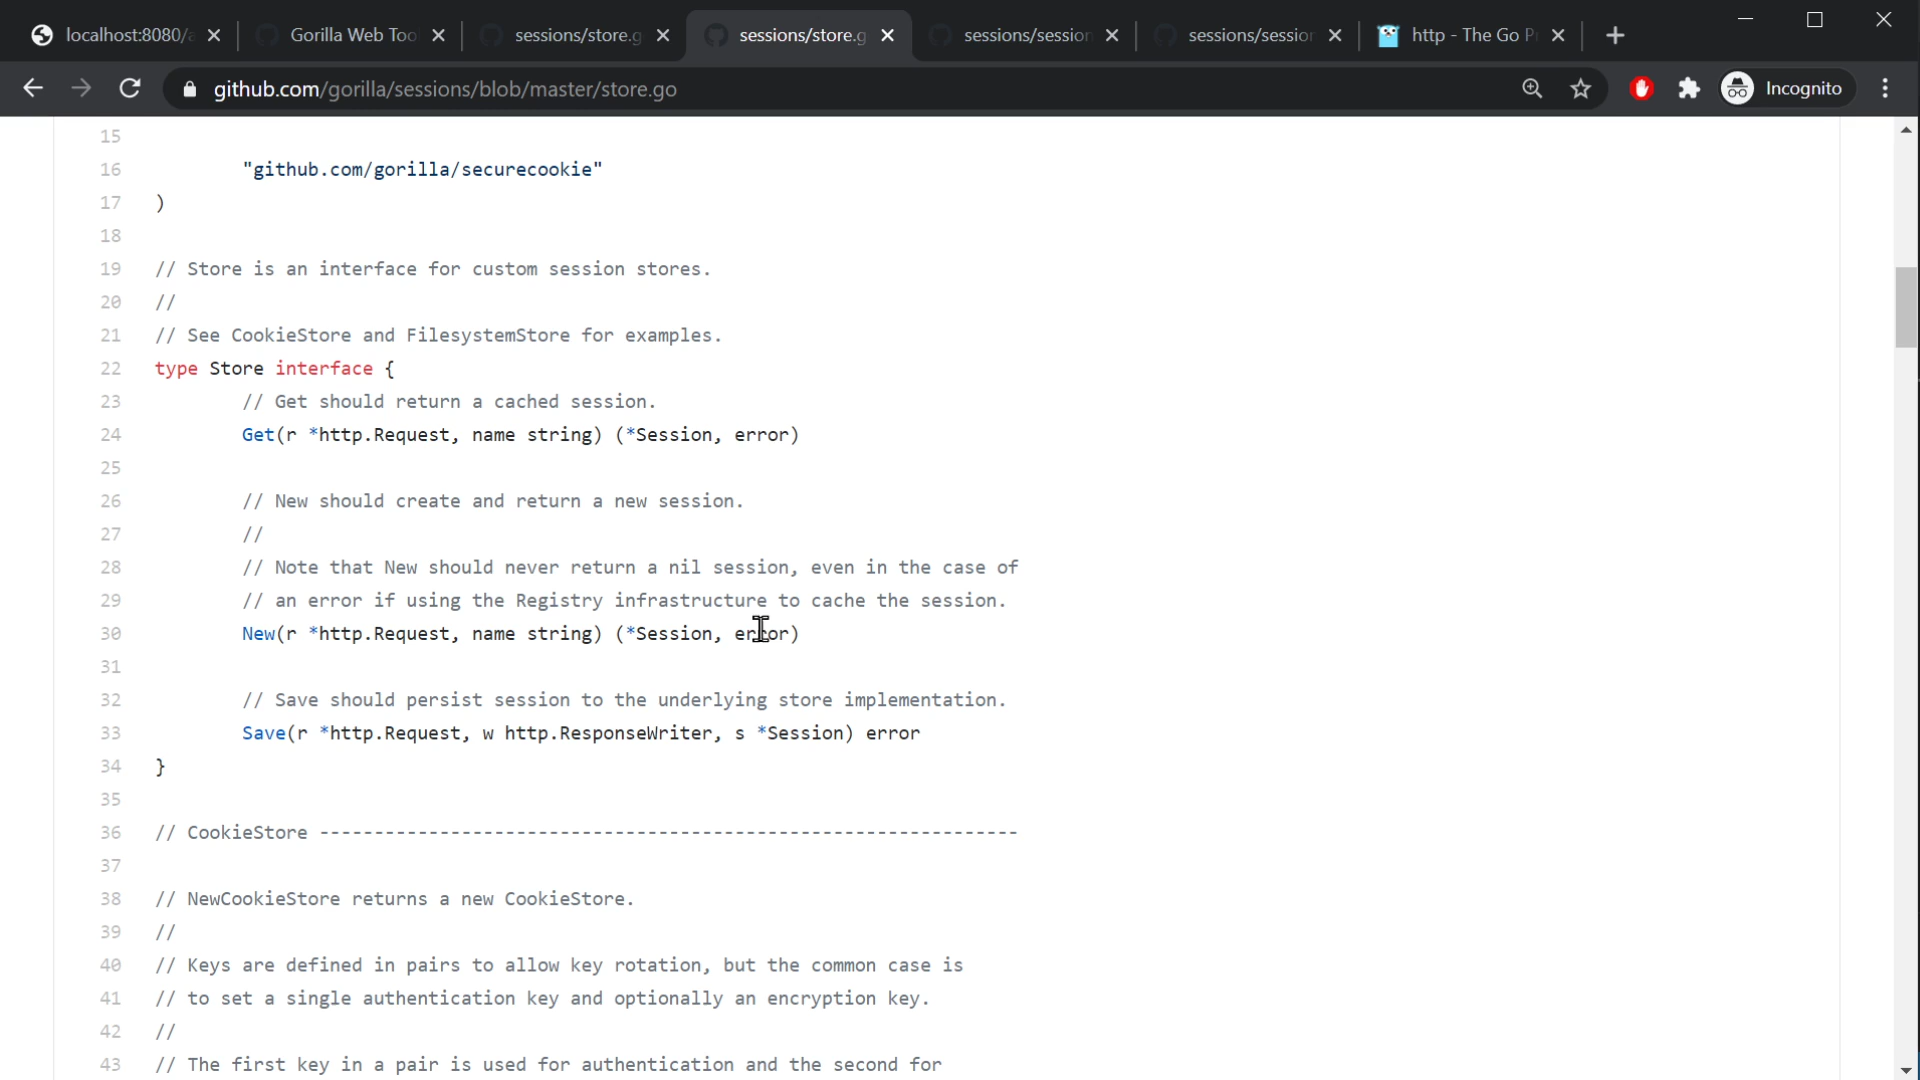 localhost:8080/a
Gorilla Web Too
sessions/store.g
sessions/store.g
sessions/session
sessions/session
http - The Go P
github.com/gorilla/sessions/blob/master/store.go
Incognito
15
16 "github.com/gorilla/securecookie"
17 )
18
19 // Store is an interface for custom session stores.
20 //
21 // See CookieStore and FilesystemStore for examples.
22 type Store interface {
23 // Get should return a cached session.
24 Get(r *http.Request, name string) (*Session, error)
25
26 // New should create and return a new session.
27 //
28 // Note that New should never return a nil session, even in the case of
29 // an error if using the Registry infrastructure to cache the session.
30 New(r *http.Request, name string) (*Session, error)
31
32 // Save should persist session to the underlying store implementation.
33 Save(r *http.Request, w http.ResponseWriter, s *Session) error
34 }
35
36 // CookieStore ----------------------------------------------------------------
37
38 // NewCookieStore returns a new CookieStore.
39 //
40 // Keys are defined in pairs to allow key rotation, but the common case is
41 // to set a single authentication key and optionally an encryption key.
42 //
43 // The first key in a pair is used for authentication and the second for